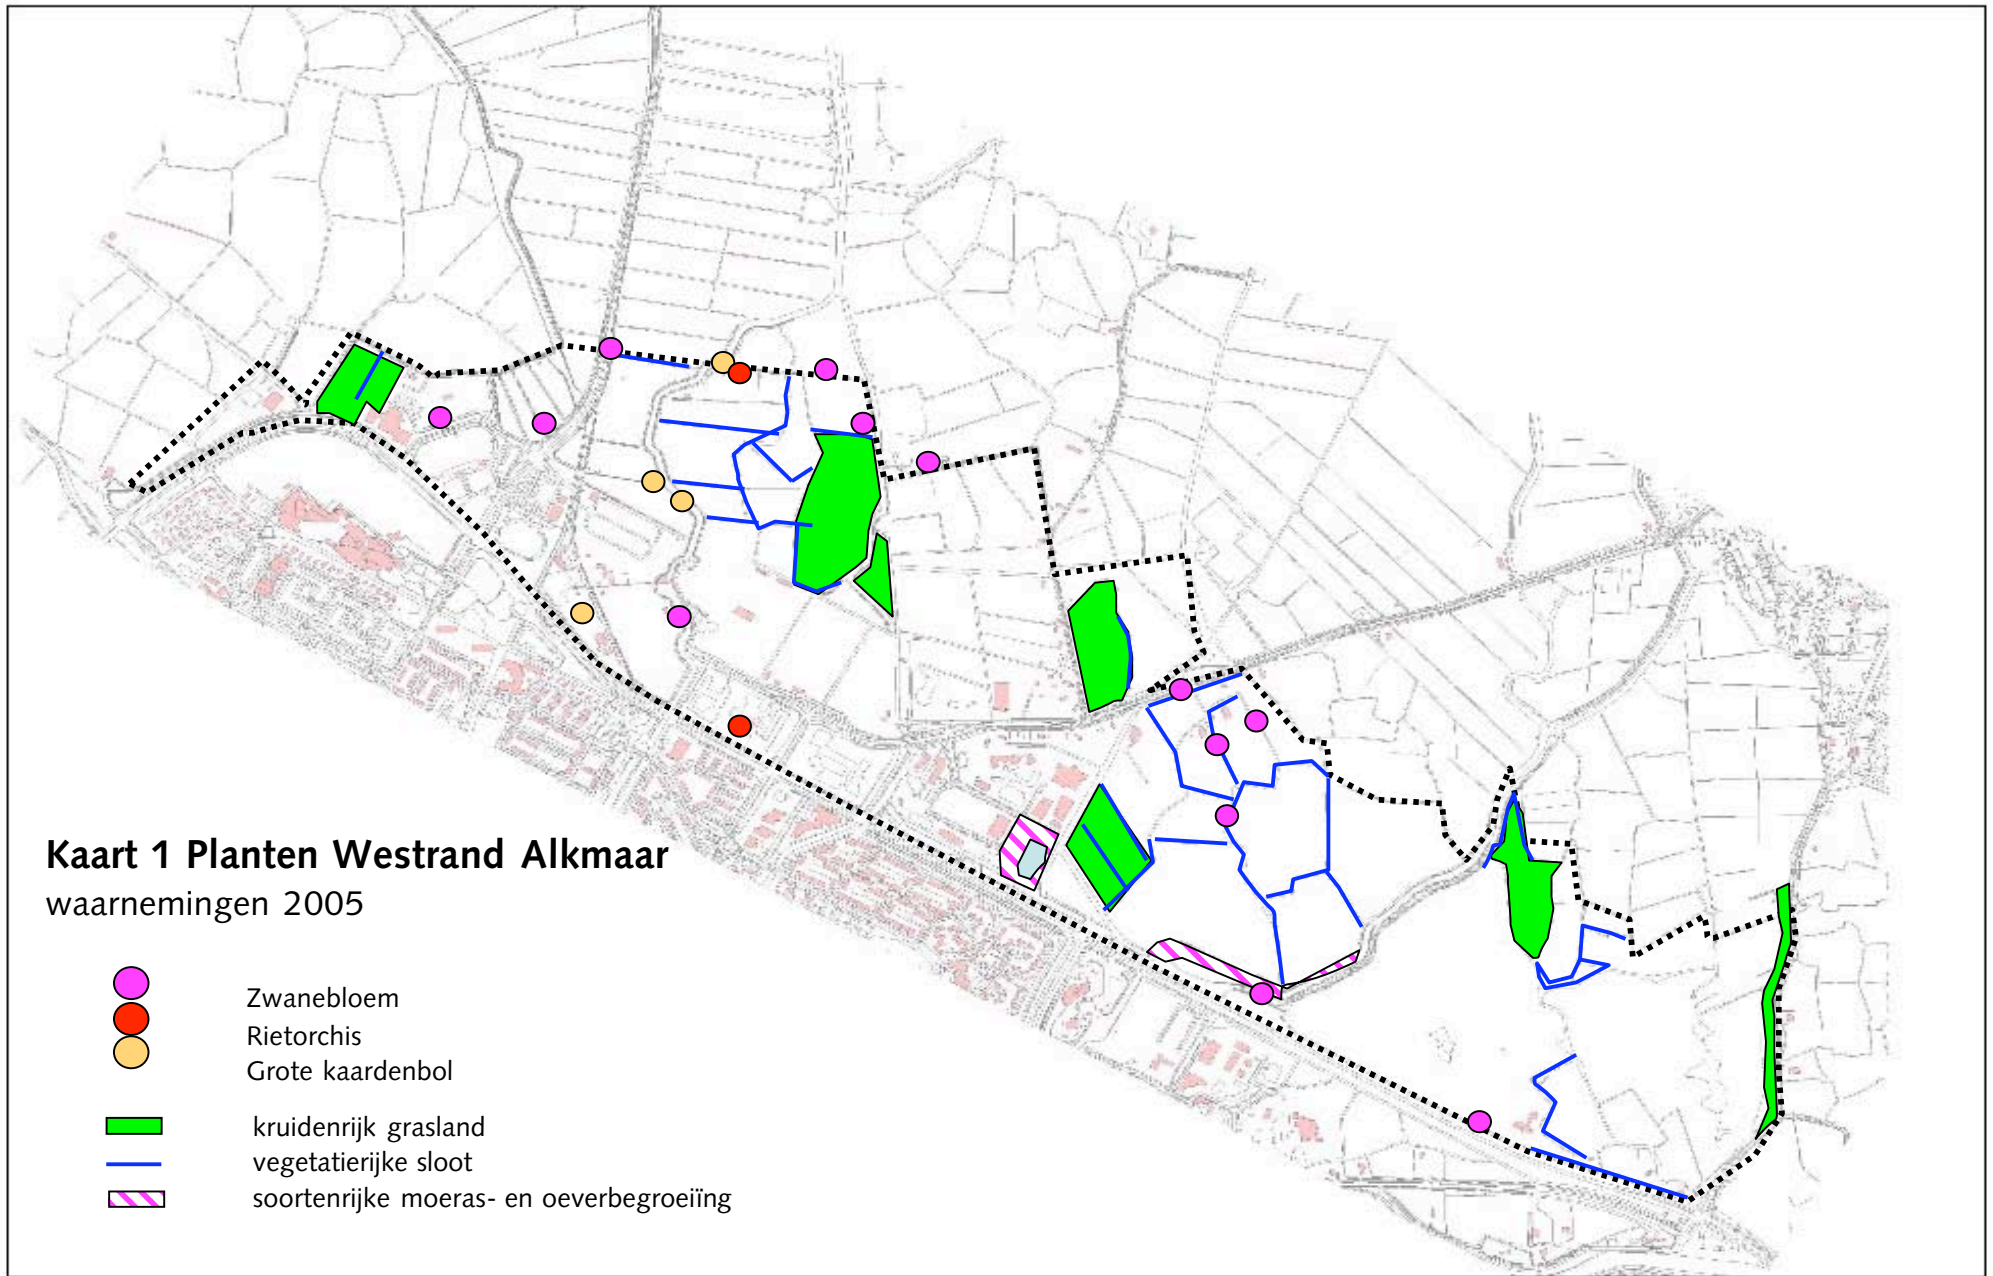 Kaart 1 Planten Westrand Alkmaar
waarnemingen 2005
Zwanebloem
Rietorchis
Grote kaardenbol
kruidenrijk grasland
vegetatierijke sloot
soortenrijke moeras- en oeverbegroeiïng